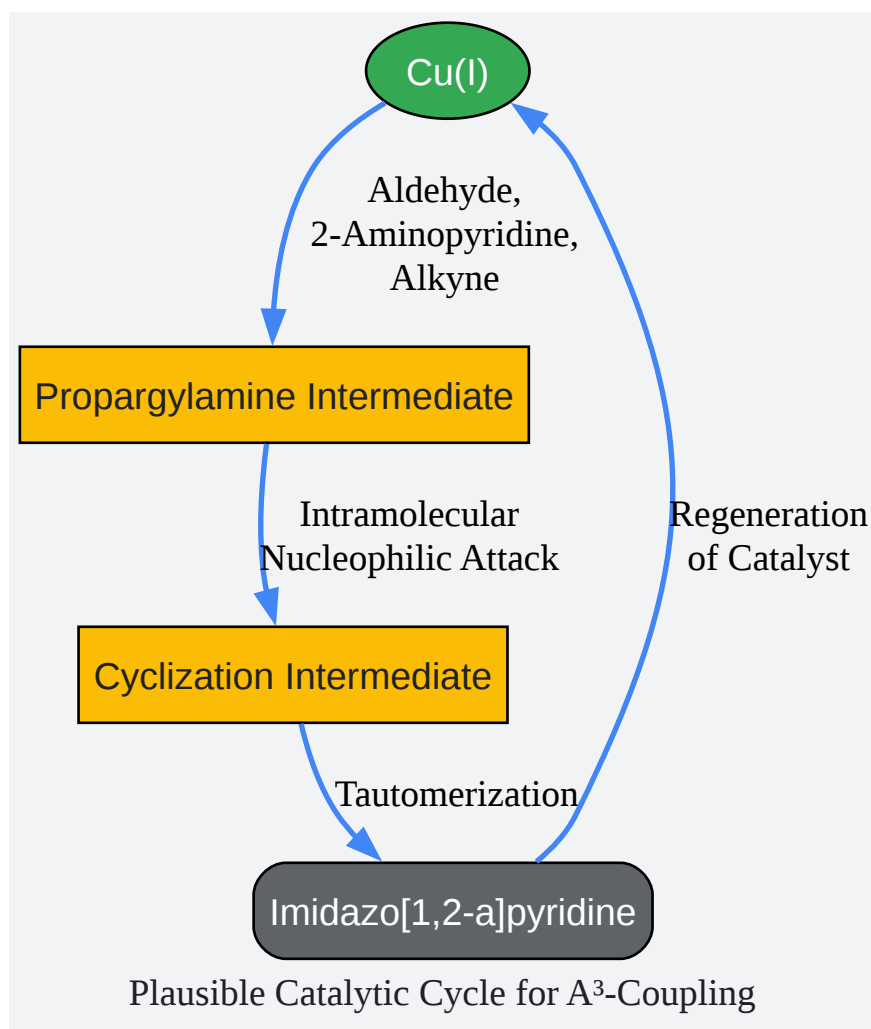 Cu(I)
Aldehyde,
2-Aminopyridine,
Alkyne
Propargylamine Intermediate
Intramolecular
Nucleophilic Attack
Regeneration
of Catalyst
Cyclization Intermediate
Tautomerization
Imidazo[1,2-a]pyridine
Plausible Catalytic Cycle for A³-Coupling